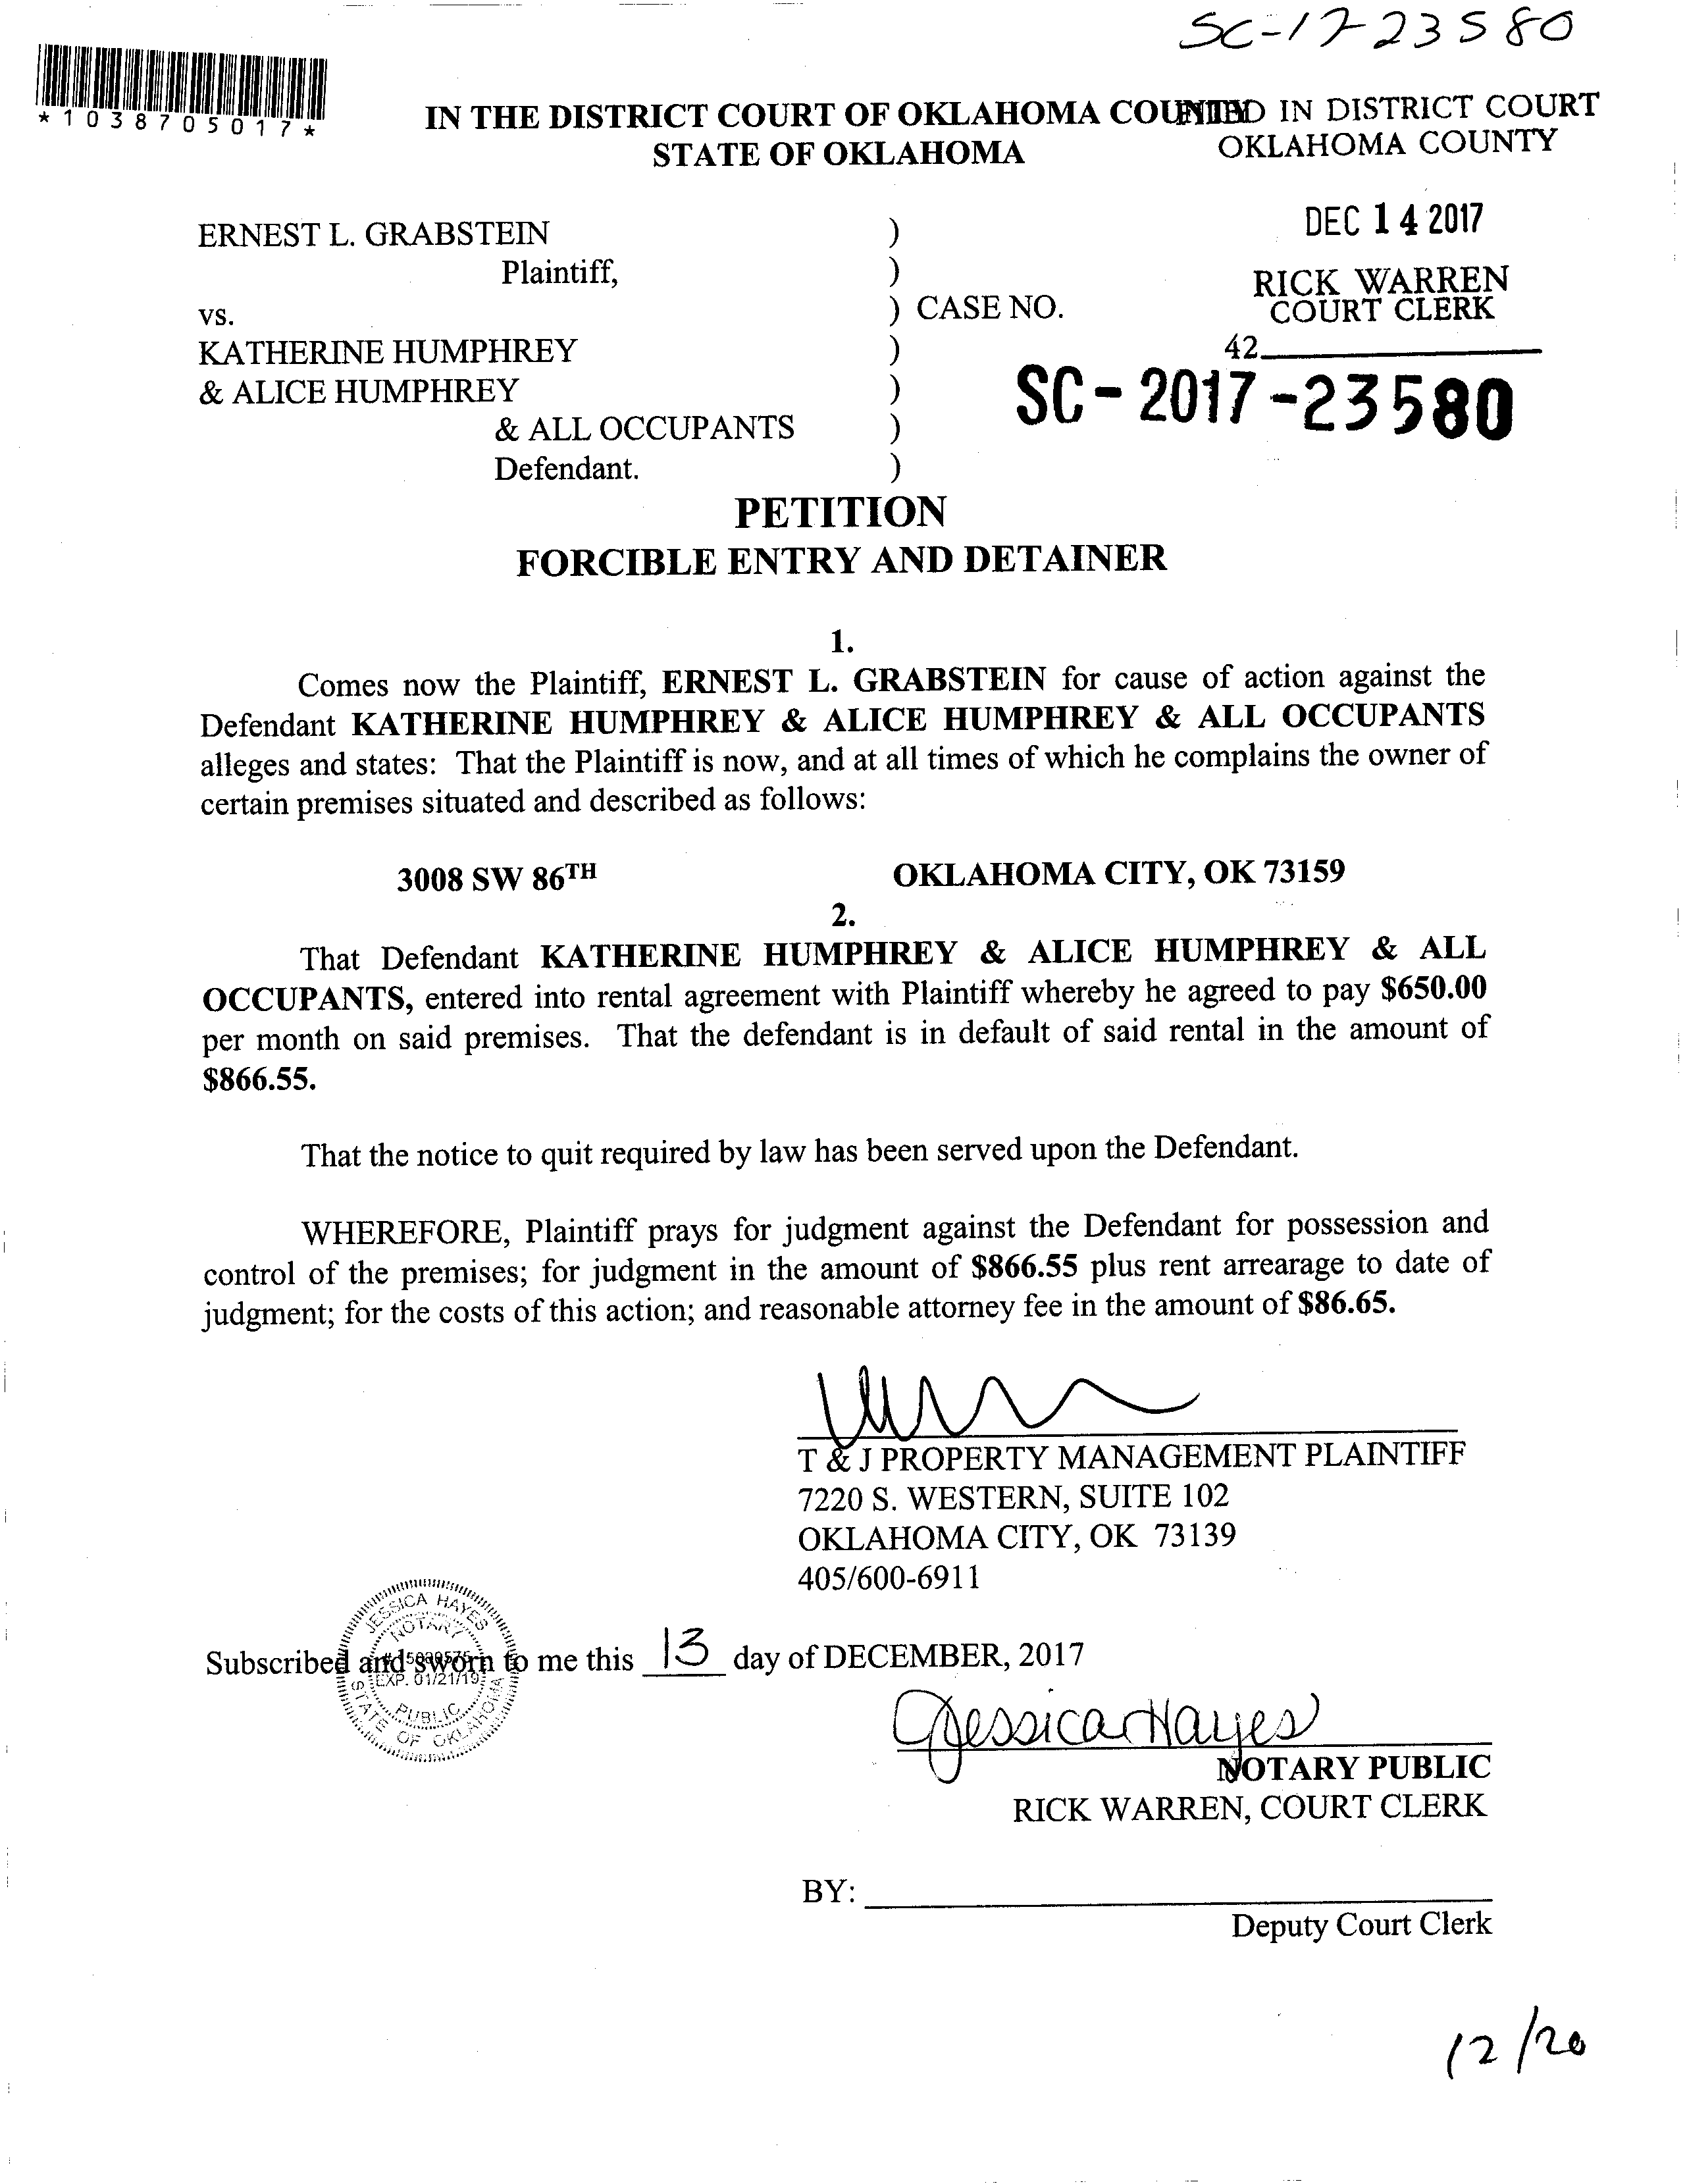 SC-17-23580
*1038705017*
IN THE DISTRICT COURT OF OKLAHOMA COUNTY
STATE OF OKLAHOMA
FILED IN DISTRICT COURT
OKLAHOMA COUNTY
DEC 14 2017
RICK WARREN
COURT CLERK
42
SC-2017-23580
ERNEST L. GRABSTEIN )
Plaintiff, )
vs. ) CASE NO.
KATHERINE HUMPHREY )
& ALICE HUMPHREY )
& ALL OCCUPANTS )
Defendant. )
PETITION
FORCIBLE ENTRY AND DETAINER
1.
Comes now the Plaintiff, ERNEST L. GRABSTEIN for cause of action against the
Defendant KATHERINE HUMPHREY & ALICE HUMPHREY & ALL OCCUPANTS
alleges and states: That the Plaintiff is now, and at all times of which he complains the owner of
certain premises situated and described as follows:
3008 SW 86TH OKLAHOMA CITY, OK 73159
2.
That Defendant KATHERINE HUMPHREY & ALICE HUMPHREY & ALL
OCCUPANTS, entered into rental agreement with Plaintiff whereby he agreed to pay $650.00
per month on said premises. That the defendant is in default of said rental in the amount of
$866.55.
That the notice to quit required by law has been served upon the Defendant.
WHEREFORE, Plaintiff prays for judgment against the Defendant for possession and
control of the premises; for judgment in the amount of $866.55 plus rent arrearage to date of
judgment; for the costs of this action; and reasonable attorney fee in the amount of $86.65.
T & J PROPERTY MANAGEMENT PLAINTIFF
7220 S. WESTERN, SUITE 102
OKLAHOMA CITY, OK 73139
405/600-6911
Subscribed and sworn to me this 13 day of DECEMBER, 2017
JESSICA HAYES
NOTARY
EXP. 01/21/19
PUBLIC
STATE OF OKLAHOMA
Jessica Hayes
NOTARY PUBLIC
RICK WARREN, COURT CLERK
BY:
Deputy Court Clerk
12/20